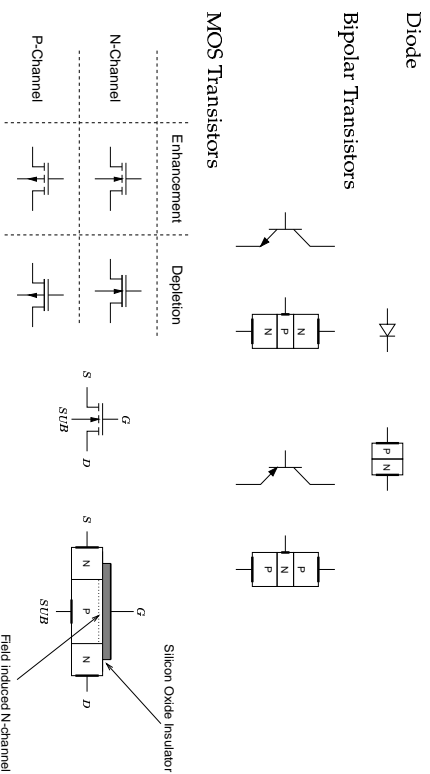 Diode
P N
Bipolar Transistors
N P N
P N P
MOS Transistors
Enhancement Depletion
N-Channel
P-Channel
S G D
SUB
S G D
N P N
SUB
Silicon Oxide Insulator
Field induced N-channel